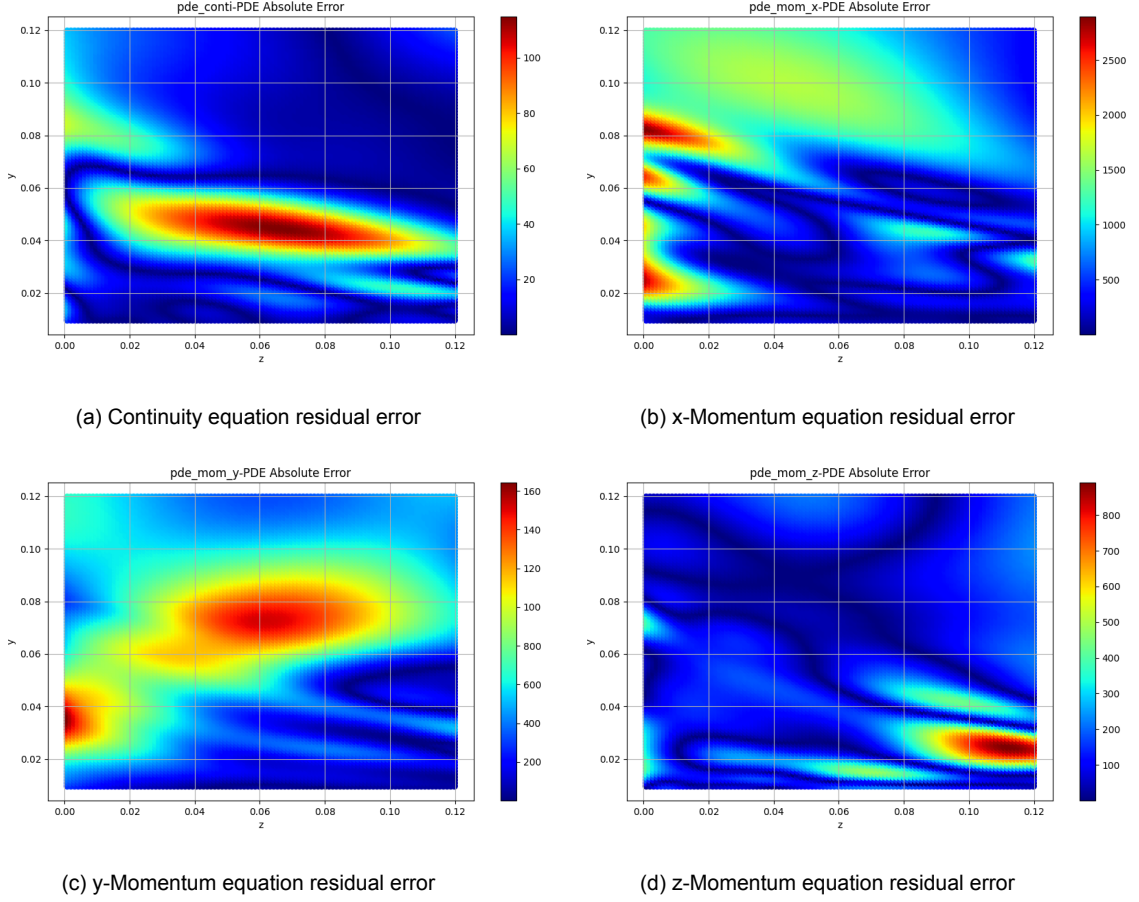 pde_conti-PDE Absolute Error
y
0.12
0.10
0.08
0.06
0.04
0.02
0.00 0.02 0.04 0.06 0.08 0.10 0.12
z
100
80
60
40
20
(a) Continuity equation residual error
pde_mom_x-PDE Absolute Error
y
0.12
0.10
0.08
0.06
0.04
0.02
0.00 0.02 0.04 0.06 0.08 0.10 0.12
z
2500
2000
1500
1000
500
(b) x-Momentum equation residual error
pde_mom_y-PDE Absolute Error
y
0.12
0.10
0.08
0.06
0.04
0.02
0.00 0.02 0.04 0.06 0.08 0.10 0.12
z
160
140
120
100
800
600
400
200
(c) y-Momentum equation residual error
pde_mom_z-PDE Absolute Error
y
0.12
0.10
0.08
0.06
0.04
0.02
0.00 0.02 0.04 0.06 0.08 0.10 0.12
z
800
700
600
500
400
300
200
100
(d) z-Momentum equation residual error